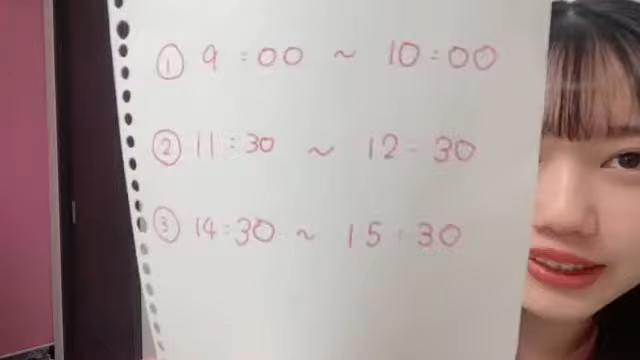 ① 9:00 ~ 10:00
② 11:30 ~ 12:30
③ 14:30 ~ 15:30